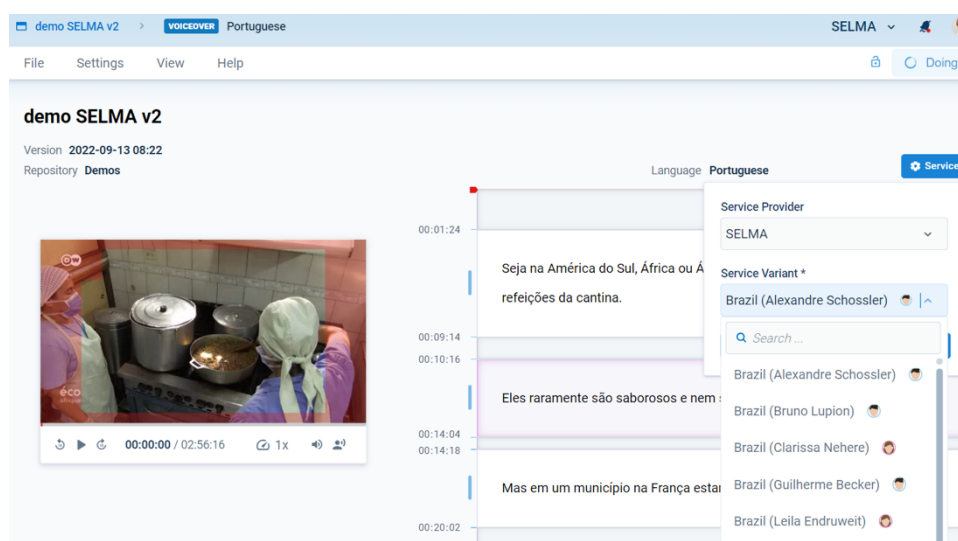 demo SELMA v2 > VOICEOVER Portuguese SELMA
File Settings View Help Doing
demo SELMA v2
Version 2022-09-13 08:22
Repository Demos
Language Portuguese
Service
Service Provider
SELMA
Service Variant *
Brazil (Alexandre Schossler)
Search ...
Brazil (Alexandre Schossler)
Brazil (Bruno Lupion)
Brazil (Clarissa Nehere)
Brazil (Guilherme Becker)
Brazil (Leila Endruweit)
00:01:24
Seja na América do Sul, África ou Á
refeições da cantina.
00:09:14
00:10:16
Eles raramente são saborosos e nem
00:14:04
00:14:18
Mas em um município na França estar
00:20:02
DW
éco
00:00:00 / 02:56:16 1x